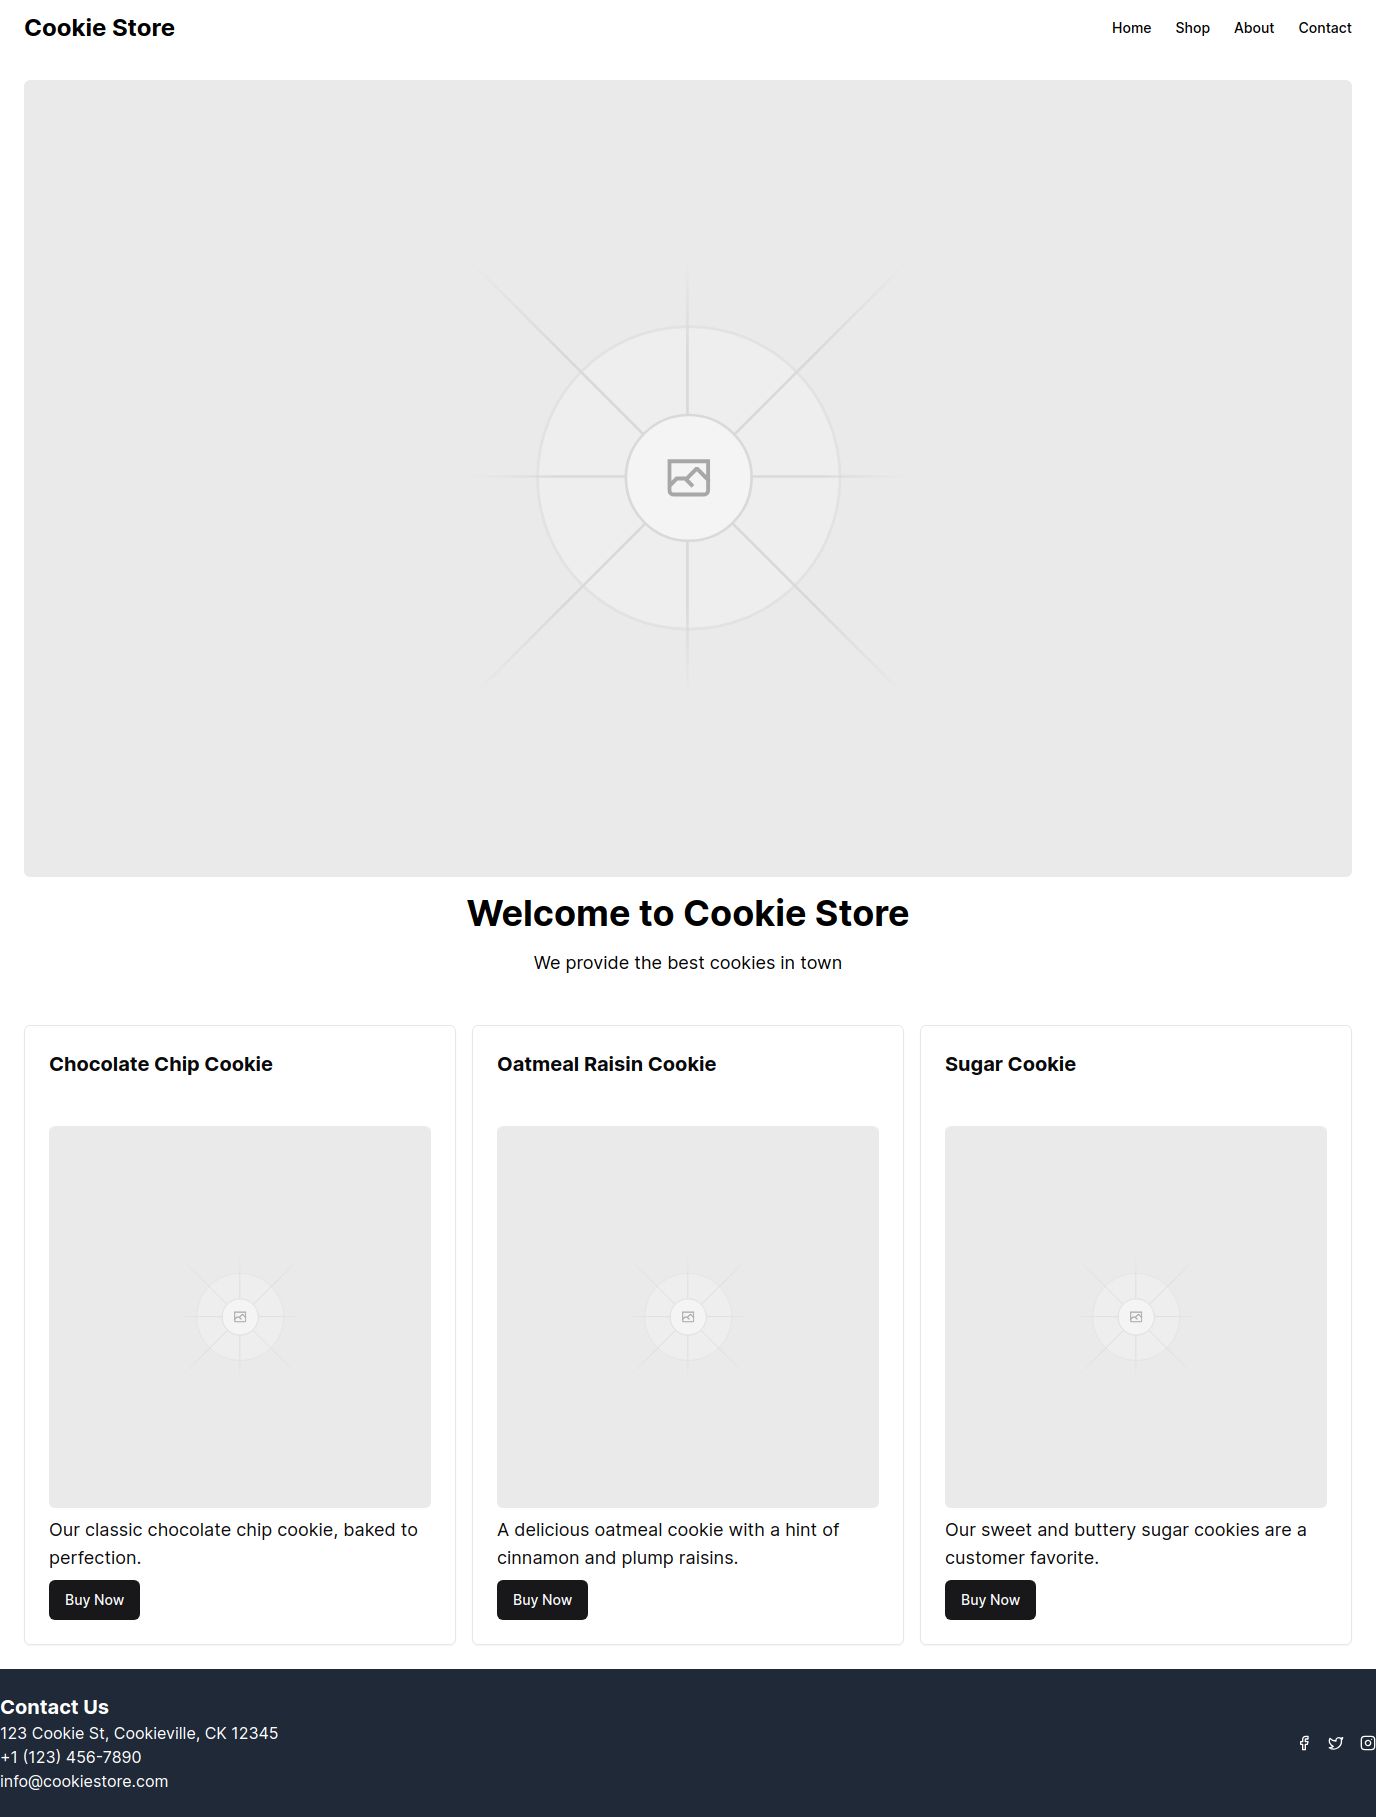 Cookie Store
Home Shop About Contact
Welcome to Cookie Store
We provide the best cookies in town
Chocolate Chip Cookie
Our classic chocolate chip cookie, baked to
perfection.
Buy Now
Oatmeal Raisin Cookie
A delicious oatmeal cookie with a hint of
cinnamon and plump raisins.
Buy Now
Sugar Cookie
Our sweet and buttery sugar cookies are a
customer favorite.
Buy Now
Contact Us
123 Cookie St, Cookieville, CK 12345
+1 (123) 456-7890
info@cookiestore.com